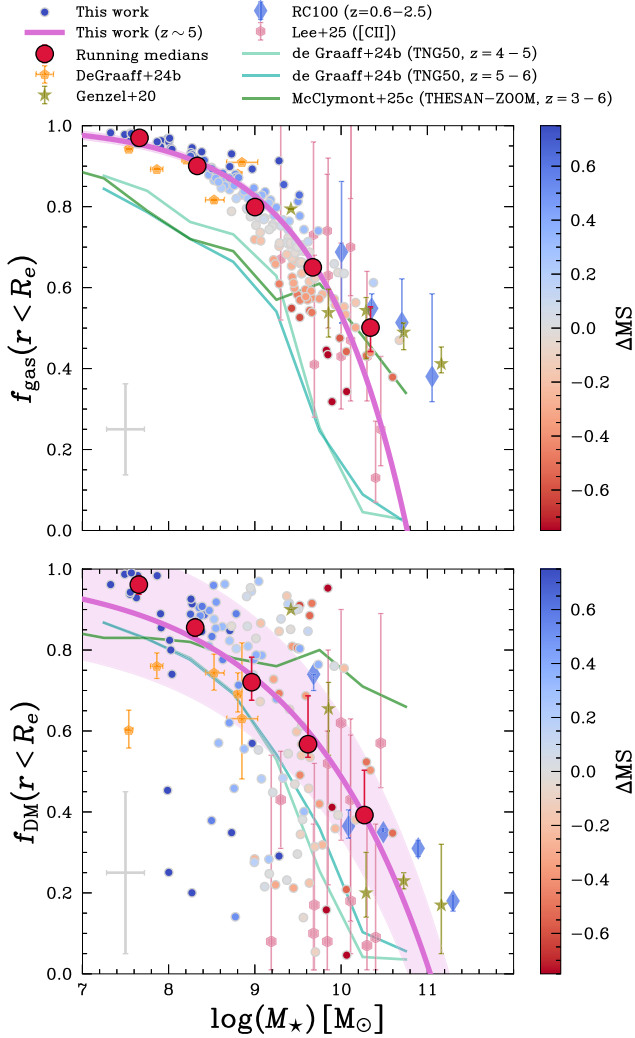 This work
This work (z ∼ 5)
Running medians
DeGraaff+24b
Genzel+20
RC100 (z=0.6−2.5)
Lee+25 ([CII])
de Graaff+24b (TNG50, z = 4 − 5)
de Graaff+24b (TNG50, z = 5 − 6)
McClymont+25c (THESAN−ZOOM, z = 3 − 6)
1.0
0.8
0.6
0.4
0.2
0.0
f_gas(r < R_e)
0.6
0.4
0.2
0.0
−0.2
−0.4
−0.6
ΔMS
1.0
0.8
0.6
0.4
0.2
0.0
f_DM(r < R_e)
7
8
9
10
11
log(M⋆)[M⊙]
0.6
0.4
0.2
0.0
−0.2
−0.4
−0.6
ΔMS